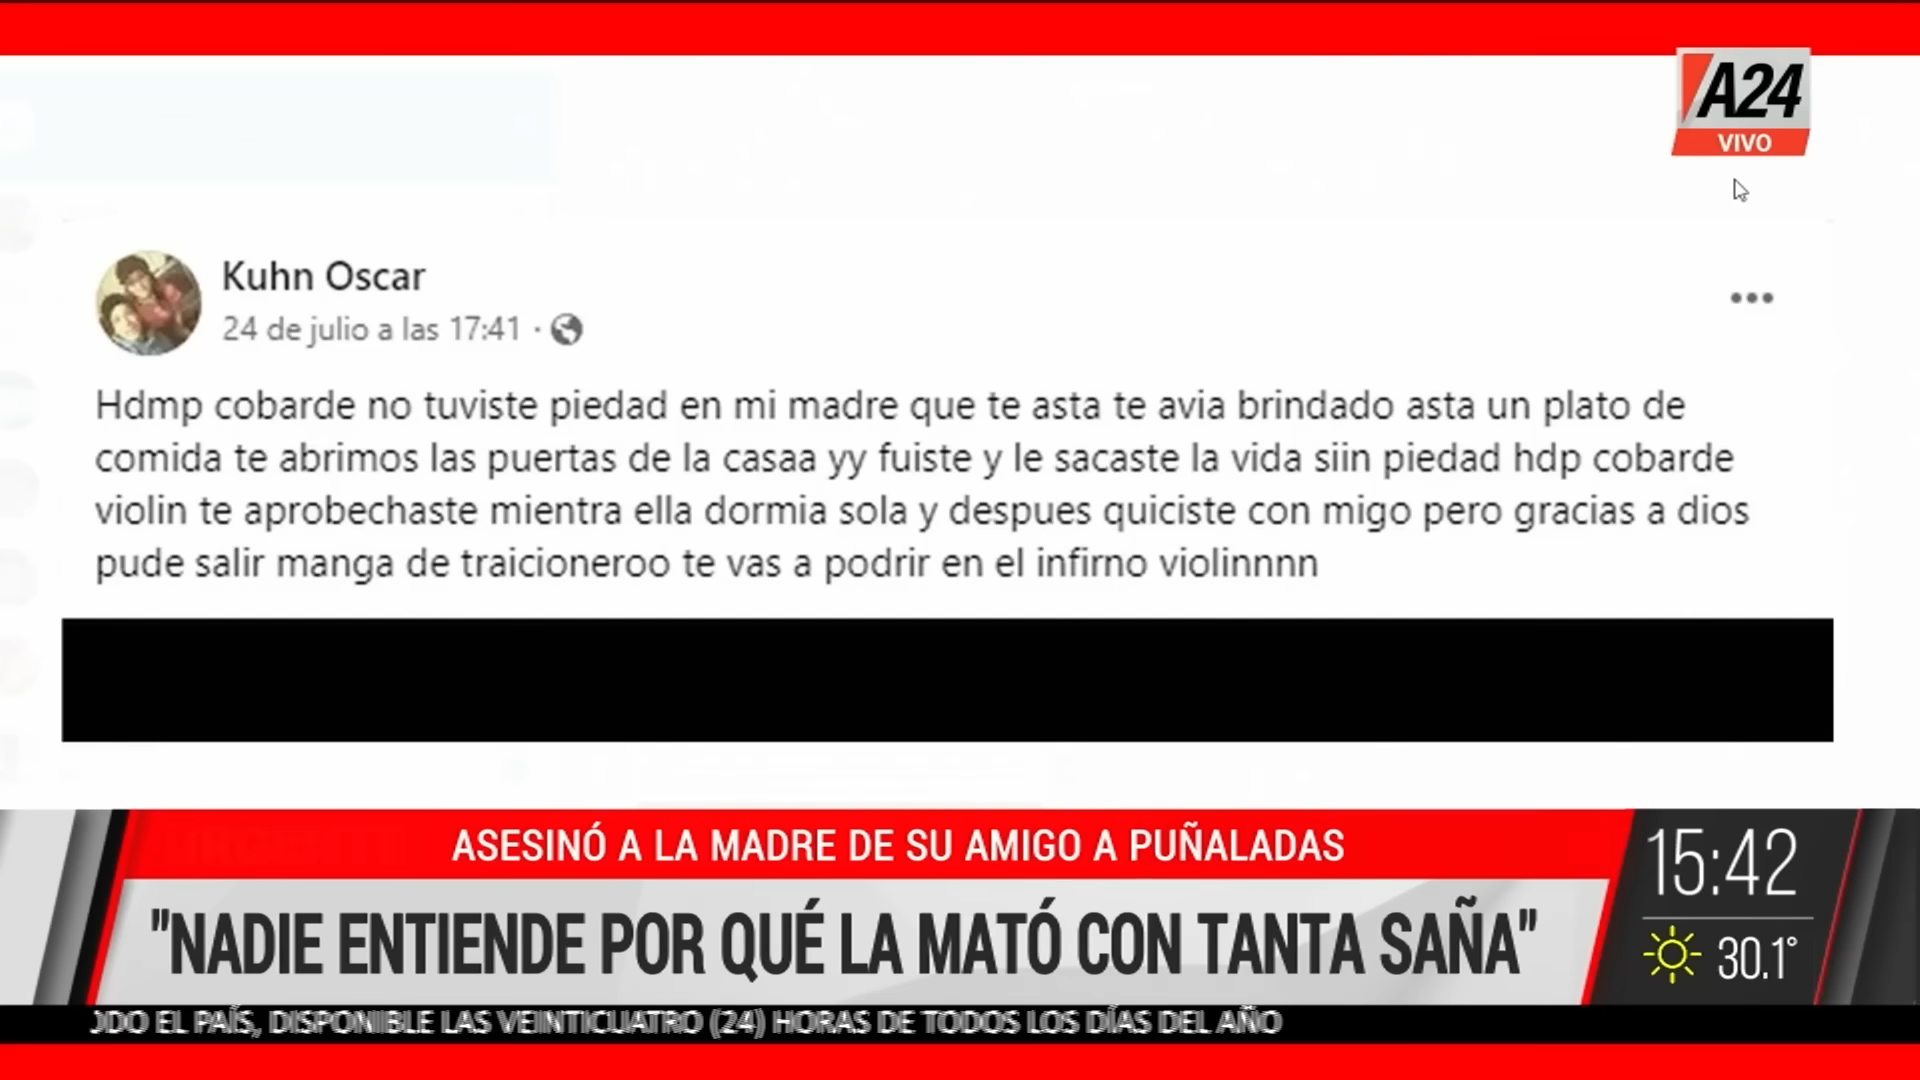 A24
VIVO
Kuhn Oscar
24 de julio a las 17:41 ·
Hdmp cobarde no tuviste piedad en mi madre que te asta te avia brindado asta un plato de
comida te abrimos las puertas de la casaa yy fuiste y le sacaste la vida siin piedad hdp cobarde
violin te aprobechaste mientra ella dormia sola y despues quiciste con migo pero gracias a dios
pude salir manga de traicioneroo te vas a podrir en el infirno violinnnn
ASESINÓ A LA MADRE DE SU AMIGO A PUÑALADAS
"NADIE ENTIENDE POR QUÉ LA MATÓ CON TANTA SAÑA"
15:42
30.1°
ODO EL PAÍS, DISPONIBLE LAS VEINTICUATRO (24) HORAS DE TODOS LOS DÍAS DEL AÑO